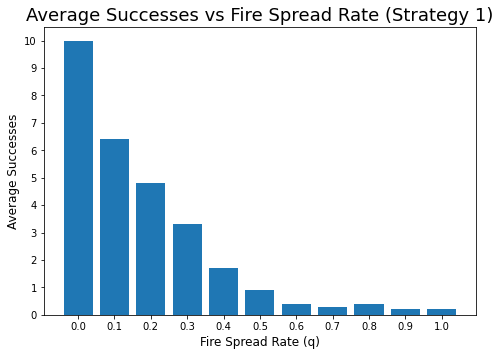 Average Successes vs Fire Spread Rate (Strategy 1)
10
9
8
7
6
5
4
3
2
1
0
Average Successes
0.0 0.1 0.2 0.3 0.4 0.5 0.6 0.7 0.8 0.9 1.0
Fire Spread Rate (q)